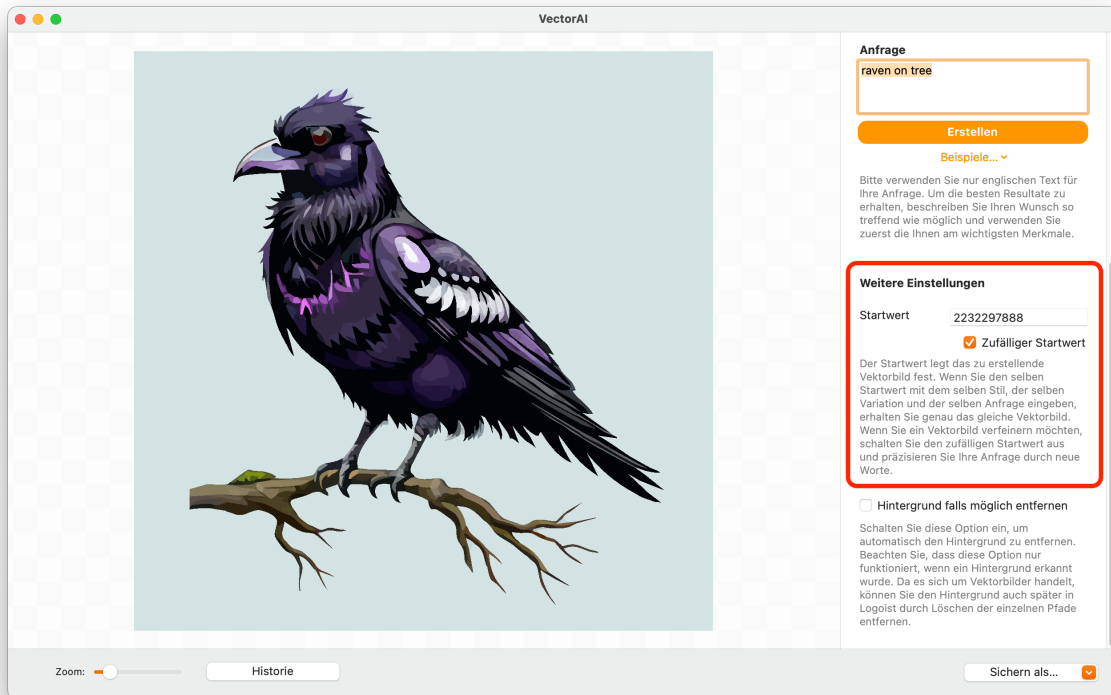 VectorAI
Anfrage
raven on tree
Erstellen
Beispiele...
Bitte verwenden Sie nur englischen Text für
Ihre Anfrage. Um die besten Resultate zu
erhalten, beschreiben Sie Ihren Wunsch so
treffend wie möglich und verwenden Sie
zuerst die Ihnen am wichtigsten Merkmale.
Weitere Einstellungen
Startwert 2232297888
Zufälliger Startwert
Der Startwert legt das zu erstellende
Vektorbild fest. Wenn Sie den selben
Startwert mit dem selben Stil, der selben
Variation und der selben Anfrage eingeben,
erhalten Sie genau das gleiche Vektorbild.
Wenn Sie ein Vektorbild verfeinern möchten,
schalten Sie den zufälligen Startwert aus
und präzisieren Sie Ihre Anfrage durch neue
Worte.
Hintergrund falls möglich entfernen
Schalten Sie diese Option ein, um
automatisch den Hintergrund zu entfernen.
Beachten Sie, dass diese Option nur
funktioniert, wenn ein Hintergrund erkannt
wurde. Da es sich um Vektorbilder handelt,
können Sie den Hintergrund auch später in
Logoist durch Löschen der einzelnen Pfade
entfernen.
Zoom: Historie Sichern als...